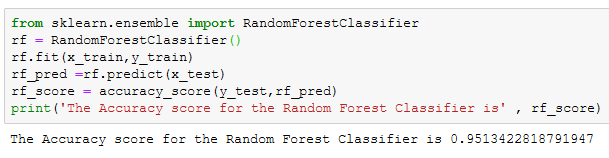 from sklearn.ensemble import RandomForestClassifier
rf = RandomForestClassifier()
rf.fit(x_train,y_train)
rf_pred =rf.predict(x_test)
rf_score = accuracy_score(y_test,rf_pred)
print('The Accuracy score for the Random Forest Classifier is' , rf_score)
The Accuracy score for the Random Forest Classifier is 0.9513422818791947